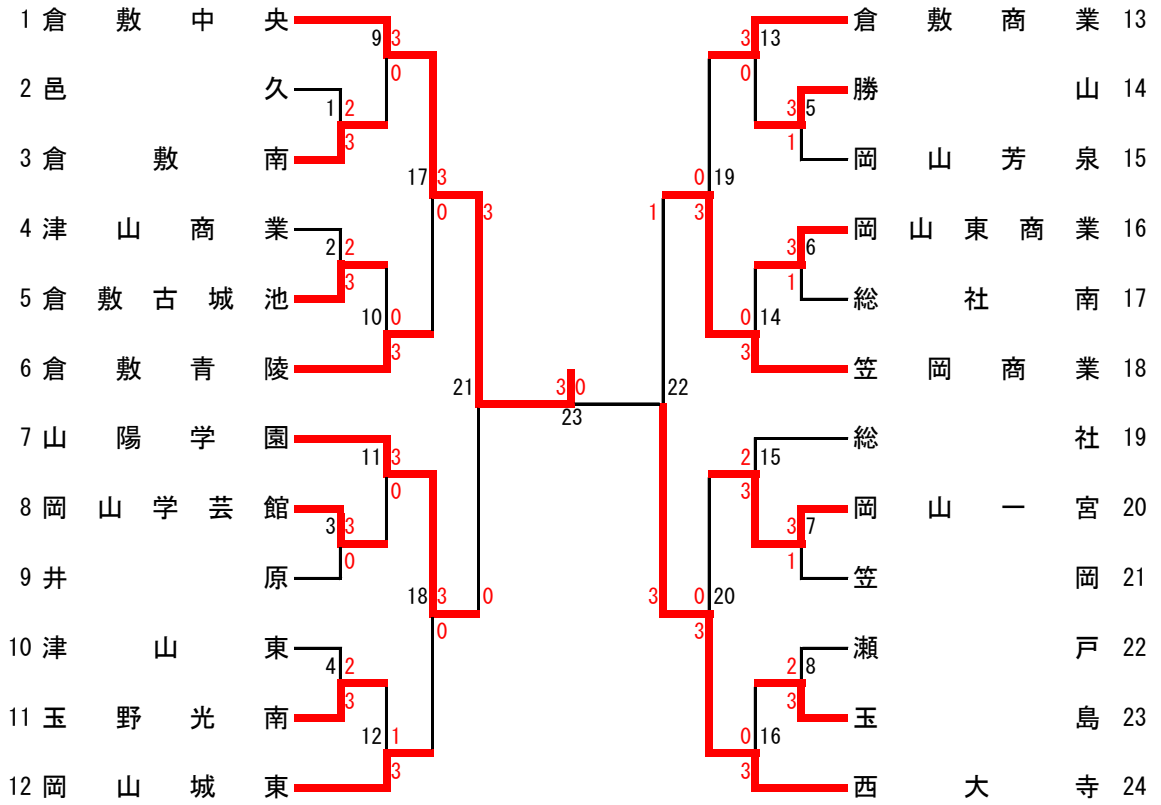 1 倉敷中央 9 3 3 13 倉敷商業 13
0 0
2 邑久 1 2 勝山 14
3 3 5
3 倉敷南 1 岡山芳泉 15
17 3 0 19
0 3 1 3
4 津山商業 2 2 岡山東商業 16
3 3 6
5 倉敷古城池 1 総社南 17
10 0 0 14
3 3
6 倉敷青陵 笠岡商業 18
21 3 0 22
23
7 山陽学園 総社 19
11 3 2 15
0 3
8 岡山学芸館 3 3 岡山一宮 20
0 3 7
9 井原 1 笠岡 21
18 3 0 3 0 20
0 3
10 津山東 4 2 瀬戸 22
3 2 8
11 玉野光南 3 玉島 23
12 1 0 16
3 3
12 岡山城東 西大寺 24